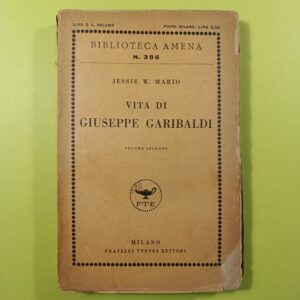 LIRE 5 IL VOLUME
FUORI MILANO: LIRE 5,50
BIBLIOTECA AMENA
N. 396
JESSIE W. MARIO
VITA DI
GIUSEPPE GARIBALDI
VOLUME SECONDO
F·T·E
MILANO
FRATELLI TREVES EDITORI